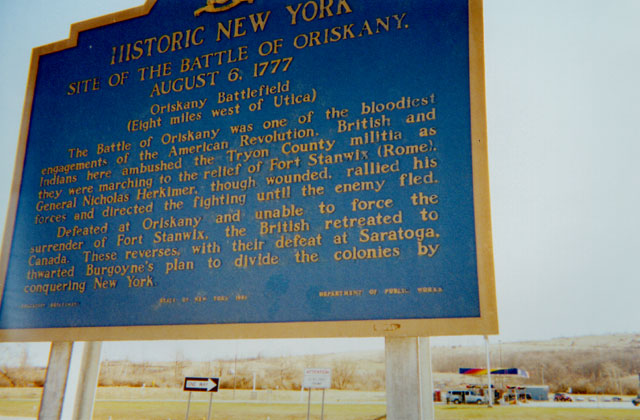 HISTORIC NEW YORK
SITE OF THE BATTLE OF ORISKANY,
AUGUST 6, 1777
Oriskany Battlefield
(Eight miles west of Utica)
The Battle of Oriskany was one of the bloodiest
engagements of the American Revolution. British and
Indians here ambushed the Tryon County militia as
they were marching to the relief of Fort Stanwix (Rome).
General Nicholas Herkimer, though wounded, rallied his
forces and directed the fighting until the enemy fled.
Defeated at Oriskany and unable to force the
surrender of Fort Stanwix, the British retreated to
Canada. These reverses, with their defeat at Saratoga,
thwarted Burgoyne's plan to divide the colonies by
conquering New York
STATE OF NEW YORK
DEPARTMENT OF PUBLIC WORKS